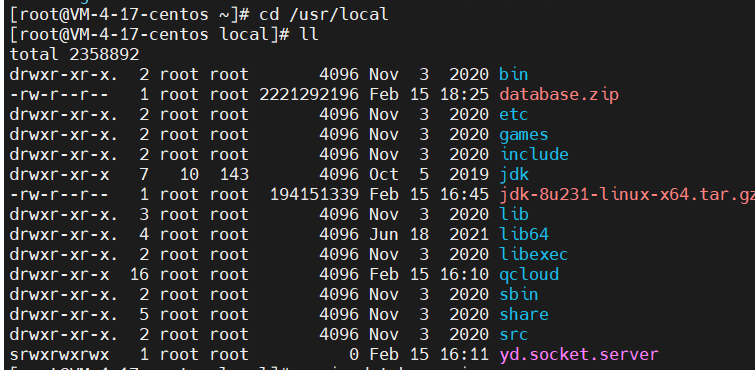 [root@VM-4-17-centos ~]# cd /usr/local
[root@VM-4-17-centos local]# ll
total 2358892
drwxr-xr-x.  2 root root       4096 Nov  3  2020 bin
-rw-r--r--   1 root root 2221292196 Feb 15 18:25 database.zip
drwxr-xr-x.  2 root root       4096 Nov  3  2020 etc
drwxr-xr-x.  2 root root       4096 Nov  3  2020 games
drwxr-xr-x.  2 root root       4096 Nov  3  2020 include
drwxr-xr-x   7   10  143       4096 Oct  5  2019 jdk
-rw-r--r--   1 root root  194151339 Feb 15 16:45 jdk-8u231-linux-x64.tar.gz
drwxr-xr-x.  3 root root       4096 Nov  3  2020 lib
drwxr-xr-x.  4 root root       4096 Jun 18  2021 lib64
drwxr-xr-x.  2 root root       4096 Nov  3  2020 libexec
drwxr-xr-x  16 root root       4096 Feb 15 16:10 qcloud
drwxr-xr-x.  2 root root       4096 Nov  3  2020 sbin
drwxr-xr-x.  5 root root       4096 Nov  3  2020 share
drwxr-xr-x.  2 root root       4096 Nov  3  2020 src
srwxrwxrwx   1 root root          0 Feb 15 16:11 yd.socket.server